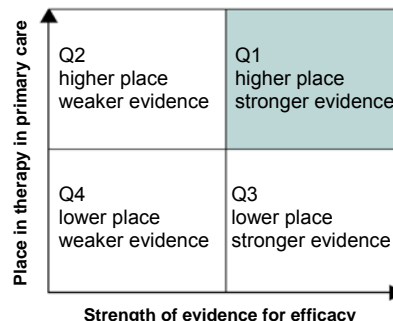 Place in therapy in primary care
Q2
higher place
weaker evidence
Q1
higher place
stronger evidence
Q4
lower place
weaker evidence
Q3
lower place
stronger evidence
Strength of evidence for efficacy